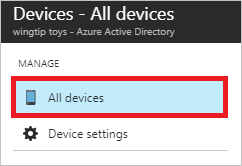 Devices - All devices
wingtip toys - Azure Active Directory
MANAGE
All devices
Device settings